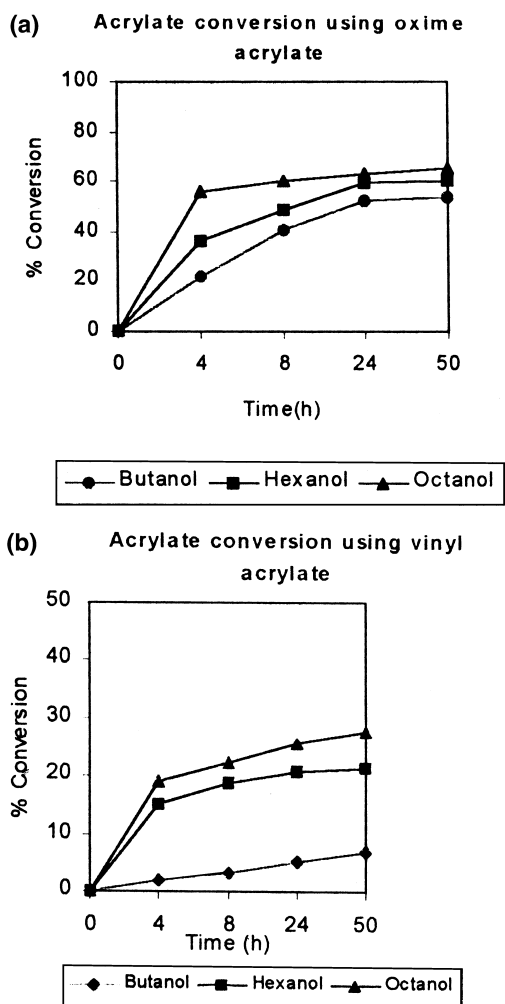 (a) Acrylate conversion using oxime
acrylate
100
80
60
40
20
0
% Conversion
0 4 8 24 50
Time(h)
Butanol Hexanol Octanol
(b) Acrylate conversion using vinyl
acrylate
50
40
30
20
10
0
% Conversion
0 4 8 24 50
Time (h)
Butanol Hexanol Octanol